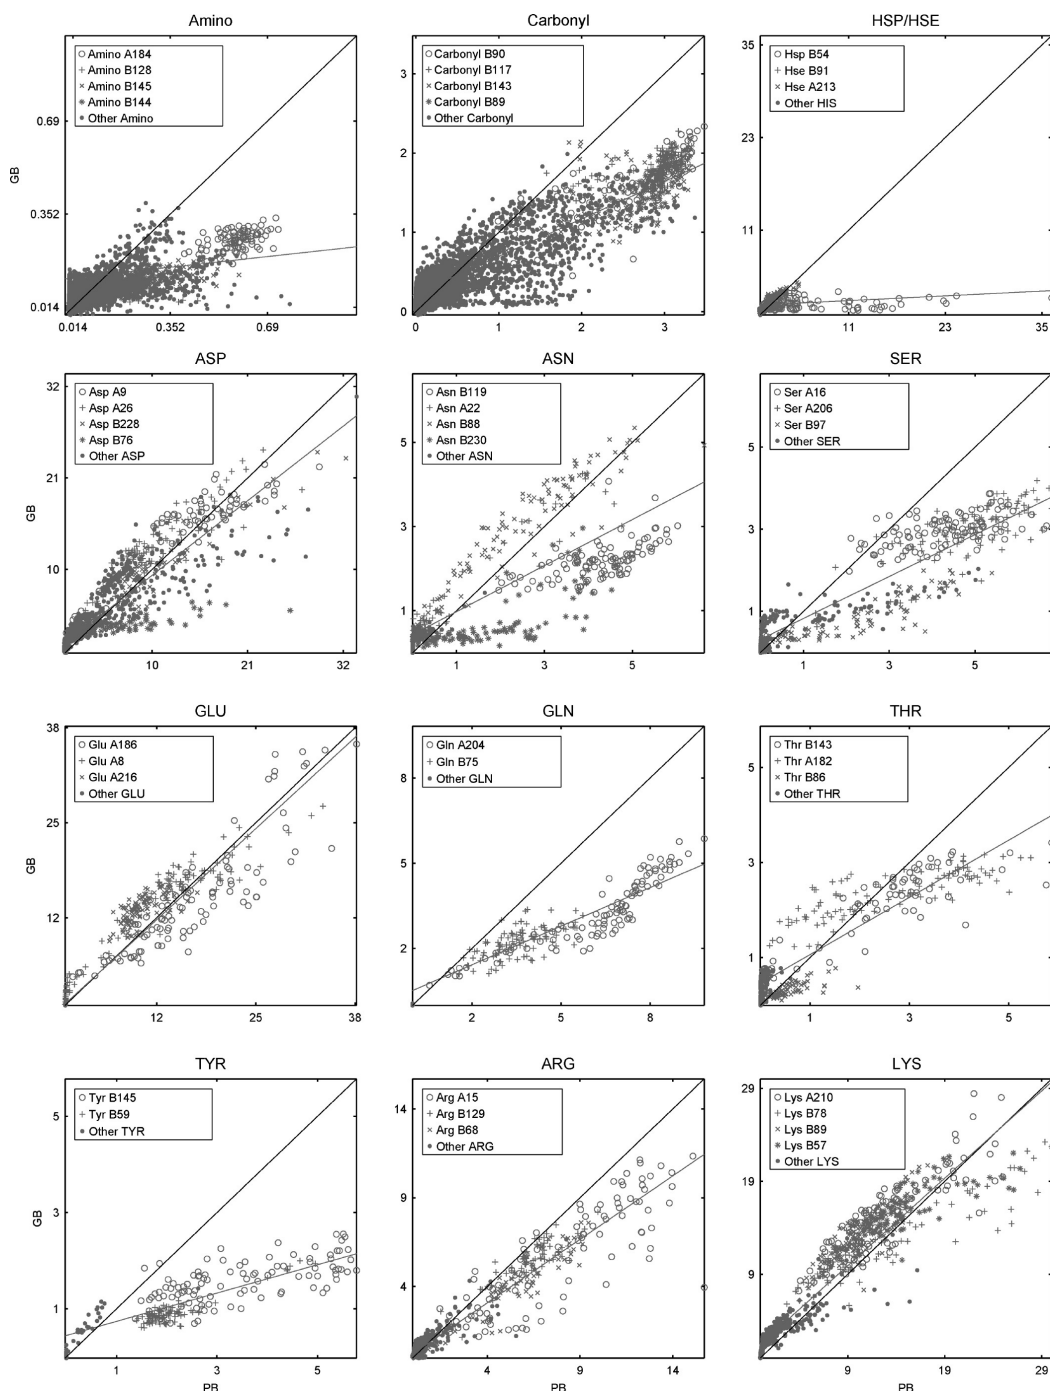 Amino
Amino A184
Amino B128
Amino B145
Amino B144
Other Amino
0.69
0.352
0.014
0.014 0.352 0.69
GB
Carbonyl
Carbonyl B90
Carbonyl B117
Carbonyl B143
Carbonyl B89
Other Carbonyl
3
2
1
0
0 1 2 3
HSP/HSE
Hsp B54
Hse B91
Hse A213
Other HIS
35
23
11
11 23 35
ASP
Asp A9
Asp A26
Asp B228
Asp B76
Other ASP
32
21
10
10 21 32
GB
ASN
Asn B119
Asn A22
Asn B88
Asn B230
Other ASN
5
3
1
1 3 5
SER
Ser A16
Ser A206
Ser B97
Other SER
5
3
1
1 3 5
GLU
Glu A186
Glu A8
Glu A216
Other GLU
38
25
12
12 25 38
GB
GLN
Gln A204
Gln B75
Other GLN
8
5
2
2 5 8
THR
Thr B143
Thr A182
Thr B86
Other THR
5
3
1
1 3 5
TYR
Tyr B145
Tyr B59
Other TYR
5
3
1
1 3 5
GB
PB
ARG
Arg A15
Arg B129
Arg B68
Other ARG
14
9
4
4 9 14
PB
LYS
Lys A210
Lys B78
Lys B89
Lys B57
Other LYS
29
19
9
9 19 29
PB